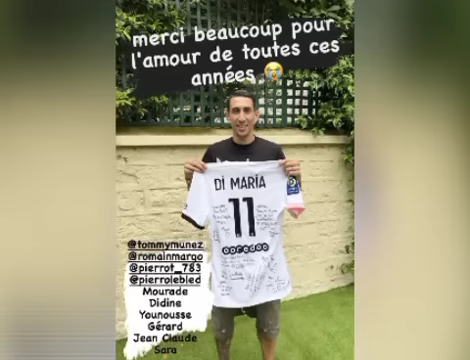 merci beaucoup pour
l'amour de toutes ces
années 😭
DI MARÍA
11
ooredoo
@tommymunez
@romainmargo
@pierrot_783
@pierrolebled
Mourade
Didine
Younousse
Gérard
Jean Claude
Sara